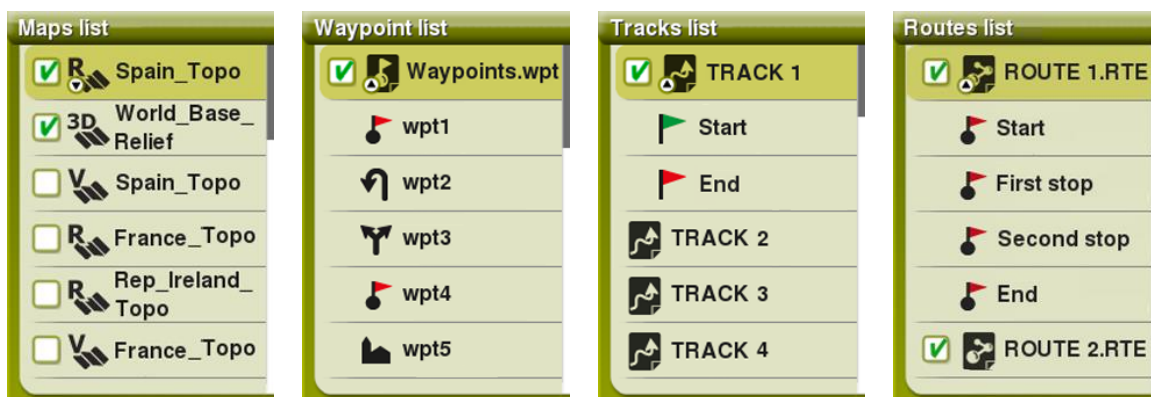 Maps list
R Spain_Topo
3D World_Base_
Relief
V Spain_Topo
R France_Topo
R Rep_Ireland_
Topo
V France_Topo
Waypoint list
Waypoints.wpt
wpt1
wpt2
wpt3
wpt4
wpt5
Tracks list
TRACK 1
Start
End
TRACK 2
TRACK 3
TRACK 4
Routes list
ROUTE 1.RTE
Start
First stop
Second stop
End
ROUTE 2.RTE